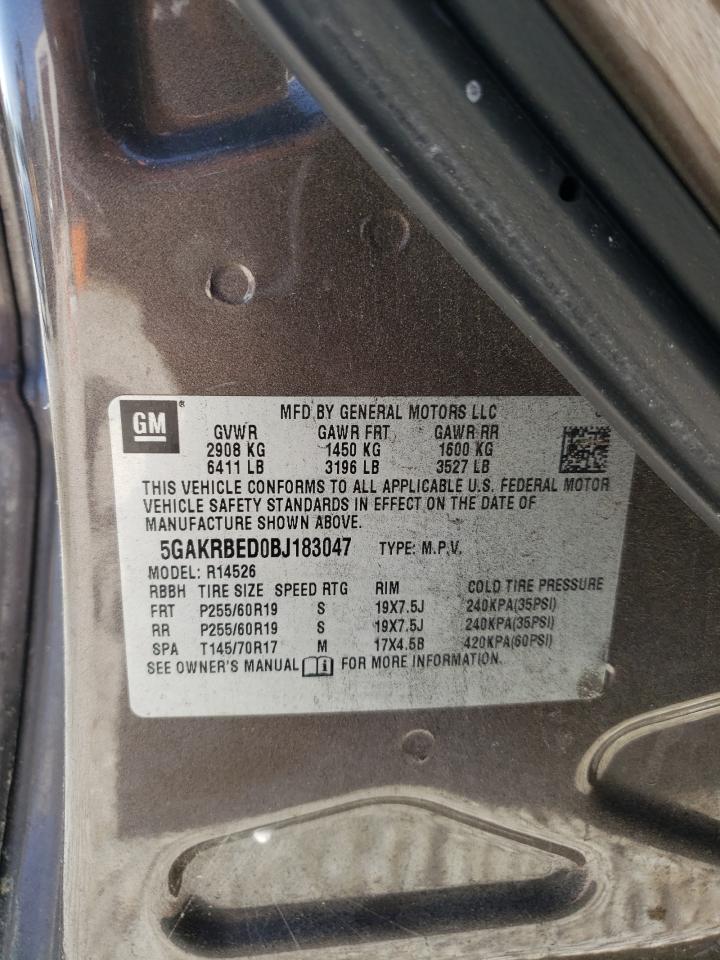 GM ® MFD BY GENERAL MOTORS LLC
GVWR GAWR FRT GAWR RR
2908 KG 1450 KG 1600 KG
6411 LB 3196 LB 3527 LB
THIS VEHICLE CONFORMS TO ALL APPLICABLE U.S. FEDERAL MOTOR
VEHICLE SAFETY STANDARDS IN EFFECT ON THE DATE OF
MANUFACTURE SHOWN ABOVE.
5GAKRBED0BJ183047 TYPE: M.P.V.
MODEL: R14526
RBBH TIRE SIZE SPEED RTG RIM COLD TIRE PRESSURE
FRT P255/60R19 S 19X7.5J 240KPA(35PSI)
RR P255/60R19 S 19X7.5J 240KPA(35PSI)
SPA T145/70R17 M 17X4.5B 420KPA(60PSI)
SEE OWNER'S MANUAL FOR MORE INFORMATION.